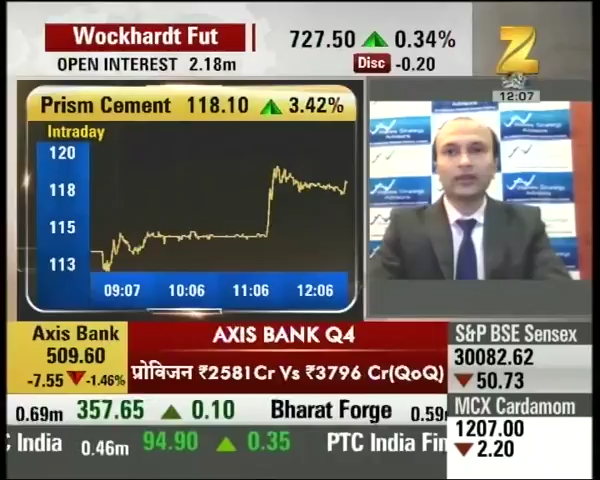 Wockhardt Fut
727.50 ▲ 0.34%
OPEN INTEREST 2.18m
Disc -0.20
Z
12:07
Prism Cement 118.10 ▲ 3.42%
Intraday
120
118
115
113
09:07 10:06 11:06 12:06
Axis Bank
509.60
-7.55 ▼ -1.46%
AXIS BANK Q4
प्रोविजन ₹2581Cr Vs ₹3796 Cr(QoQ)
S&P BSE Sensex
30082.62
▼ 50.73
MCX Cardamom
1207.00
▼ 2.20
0.69m 357.65 ▲ 0.10 Bharat Forge 0.59
India 0.46m 94.90 ▲ 0.35 PTC India Fin